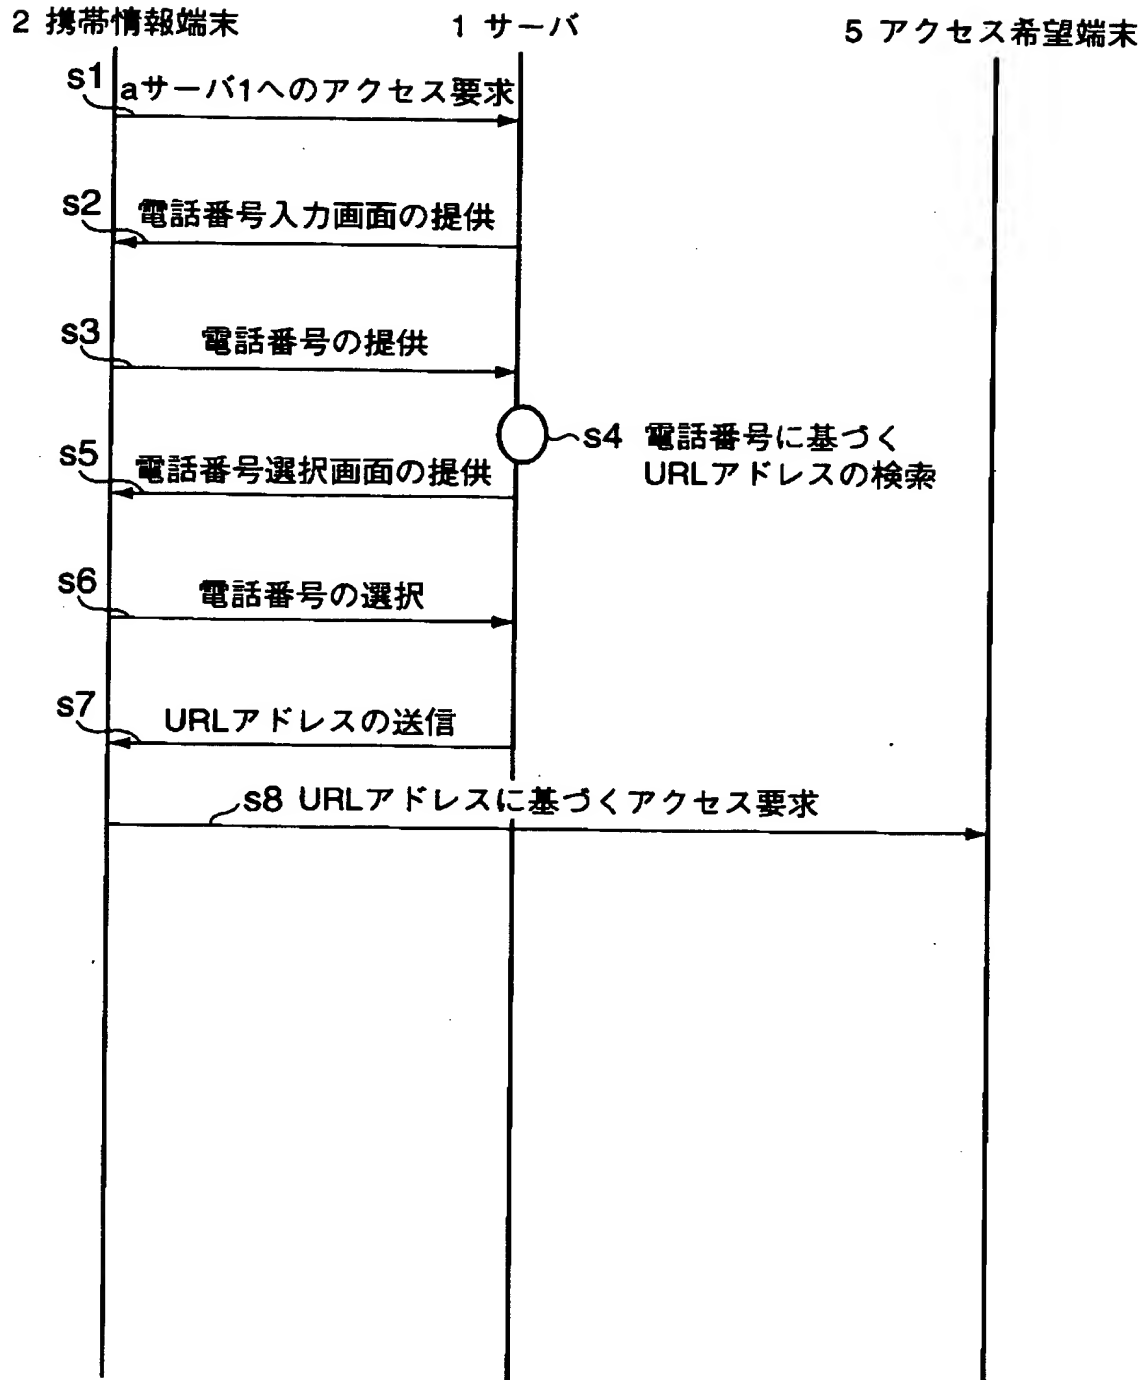 2 携帯情報端末
1 サーバ
5 アクセス希望端末
s1
aサーバ1へのアクセス要求
s2
電話番号入力画面の提供
s3
電話番号の提供
s4 電話番号に基づく
URLアドレスの検索
s5
電話番号選択画面の提供
s6
電話番号の選択
s7
URLアドレスの送信
s8 URLアドレスに基づくアクセス要求